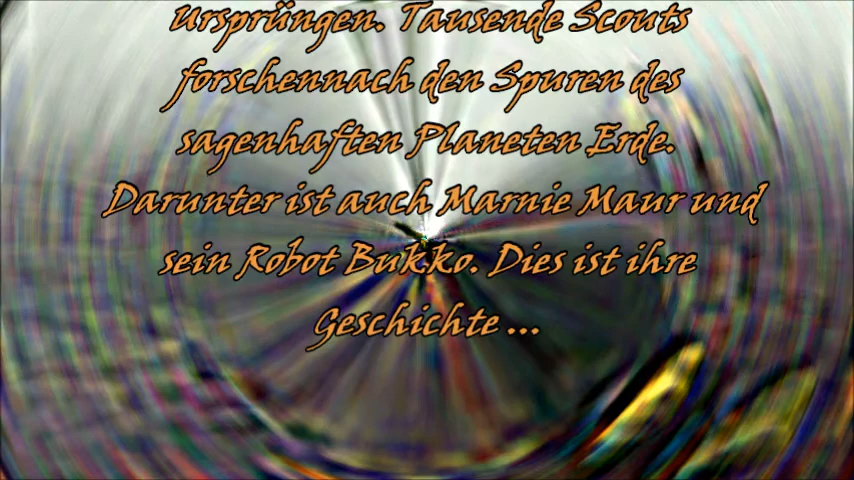 Ursprüngen. Tausende Scouts
forschennach den Spuren des
sagenhaften Planeten Erde.
Darunter ist auch Marnie Maur und
sein Robot Bukko. Dies ist ihre
Geschichte ...